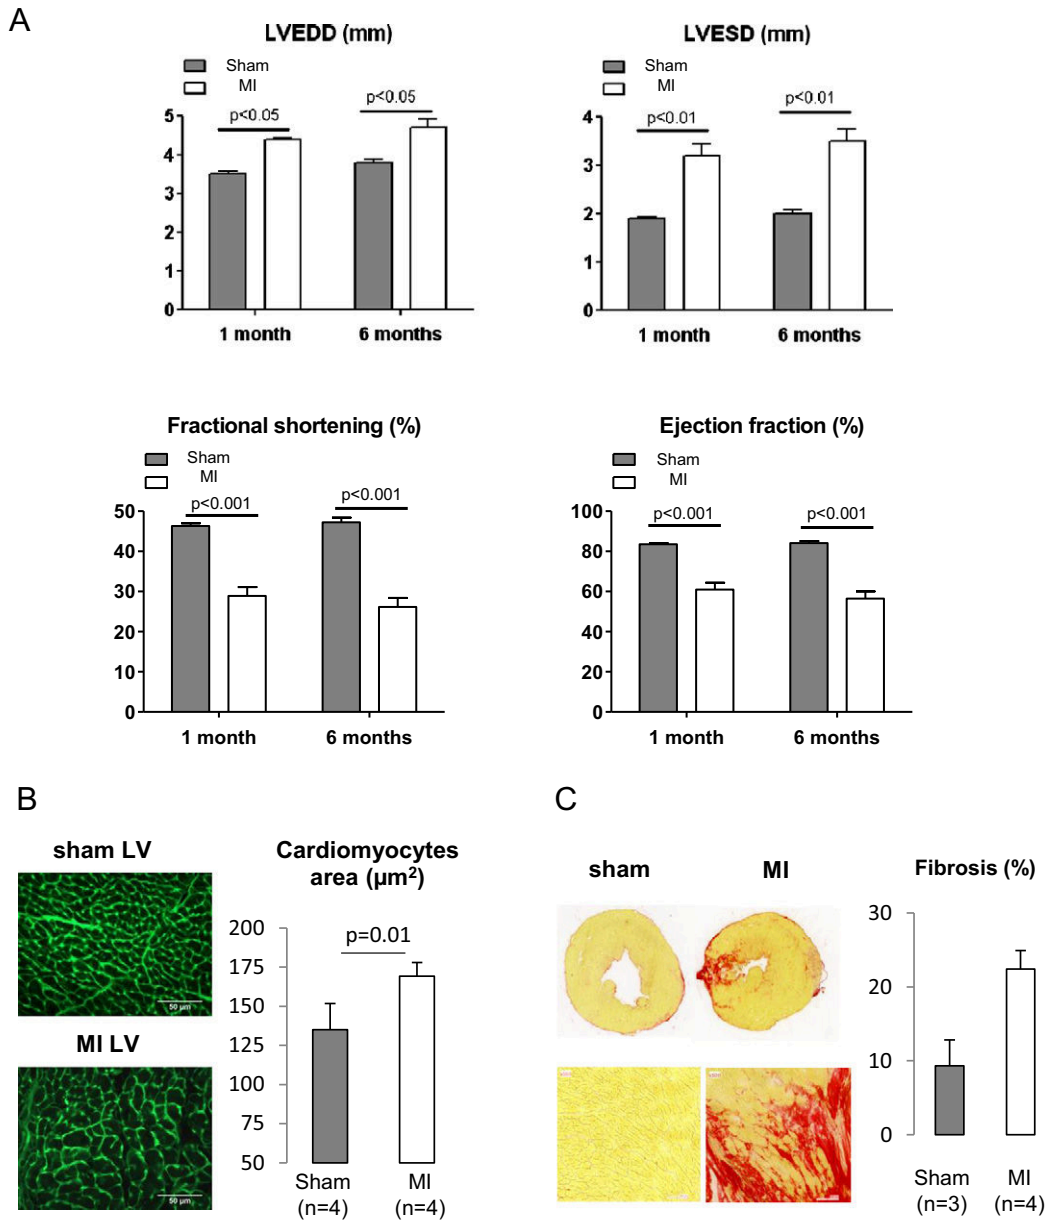 A
LVEDD (mm)
Sham
MI
p<0.05
p<0.05
5
4
3
2
1
0
1 month
6 months
LVESD (mm)
Sham
MI
p<0.01
p<0.01
4
3
2
1
0
1 month
6 months
Fractional shortening (%)
Sham
MI
p<0.001
p<0.001
50
40
30
20
10
0
1 month
6 months
Ejection fraction (%)
Sham
MI
p<0.001
p<0.001
100
80
60
40
20
0
1 month
6 months
B
sham LV
50 µm
MI LV
50 µm
Cardiomyocytes
area (µm²)
p=0.01
200
175
150
125
100
75
50
Sham
(n=4)
MI
(n=4)
C
sham
MI
Fibrosis (%)
30
20
10
0
Sham
(n=3)
MI
(n=4)